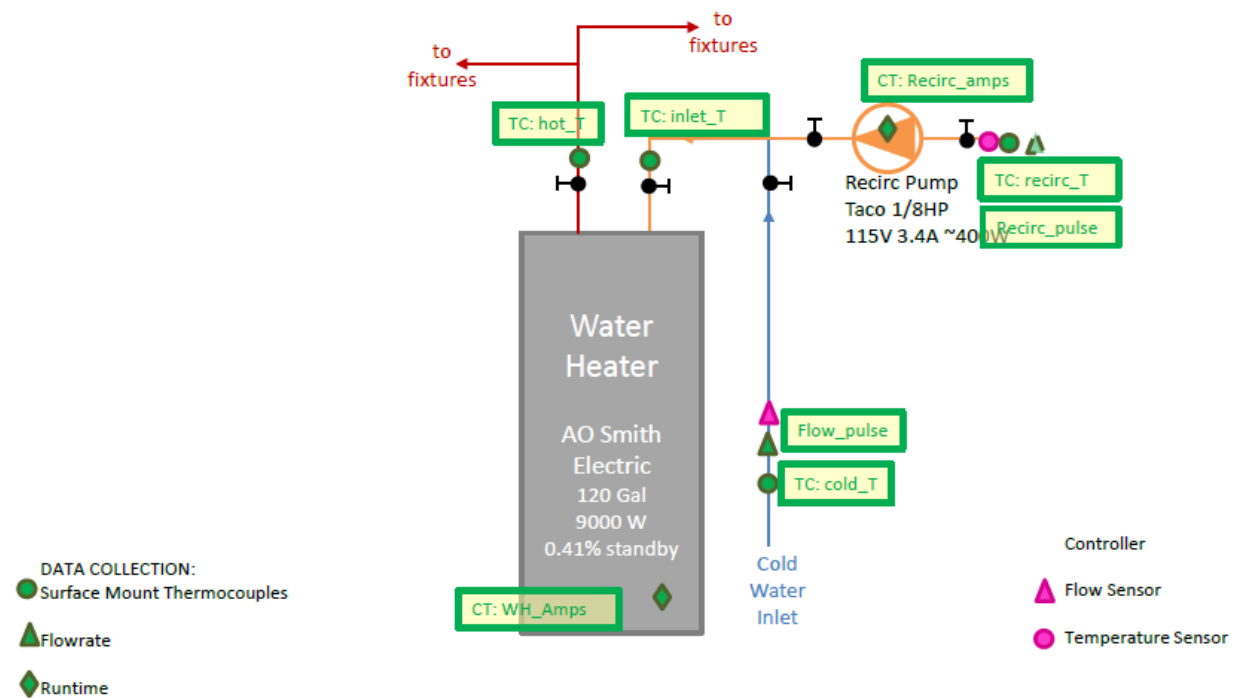 to
fixtures
to
fixtures
CT: Recirc_amps
TC: hot_T
TC: inlet_T
TC: recirc_T
Recirc_pulse
Recirc Pump
Taco 1/8HP
115V 3.4A ~400W
Water
Heater
AO Smith
Electric
120 Gal
9000 W
0.41% standby
Flow_pulse
TC: cold_T
Cold
Water
Inlet
CT: WH_Amps
DATA COLLECTION:
Surface Mount Thermocouples
Flowrate
Runtime
Controller
Flow Sensor
Temperature Sensor